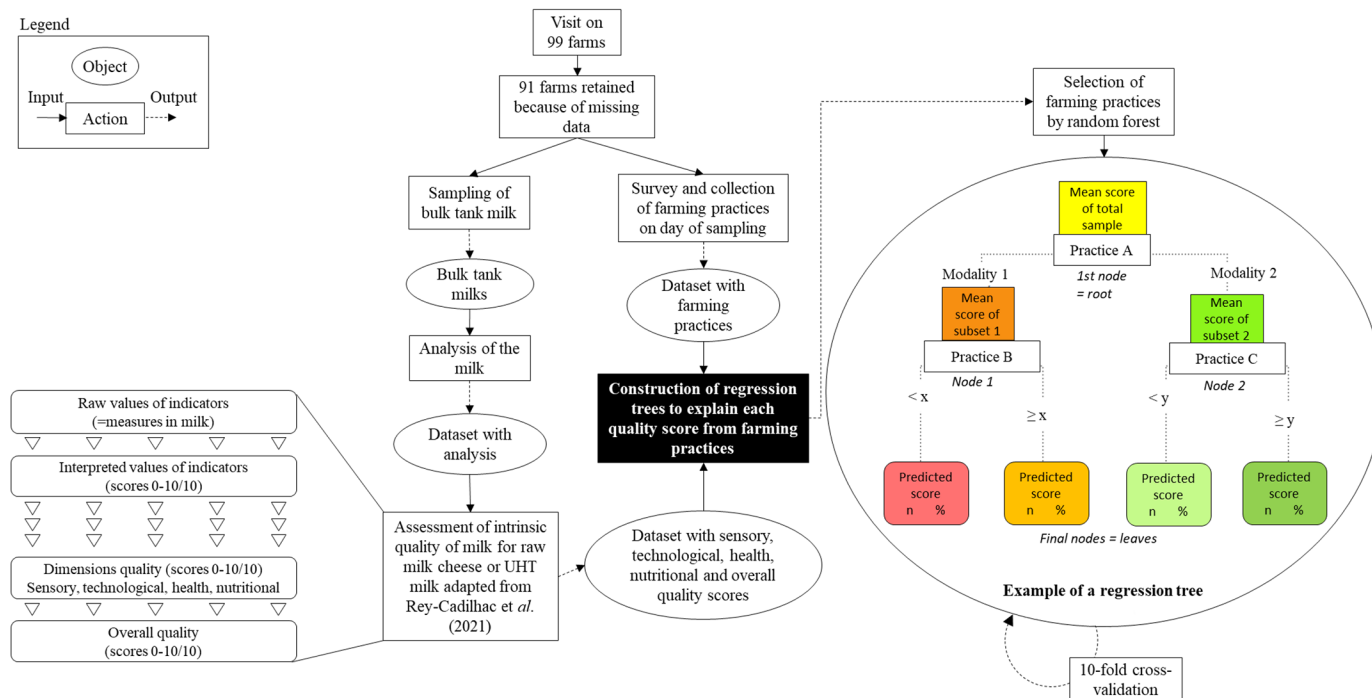 Legend
Object
Input
Output
Action
Visit on
99 farms
91 farms retained
because of missing
data
Sampling of
bulk tank milk
Survey and collection
of farming practices
on day of sampling
Bulk tank
milks
Dataset with
farming
practices
Analysis of the
milk
Dataset with
analysis
Construction of regression
trees to explain each
quality score from farming
practices
Raw values of indicators
(=measures in milk)
Interpreted values of indicators
(scores 0-10/10)
Dimensions quality (scores 0-10/10)
Sensory, technological, health, nutritional
Overall quality
(scores 0-10/10)
Assessment of intrinsic
quality of milk for raw
milk cheese or UHT
milk adapted from
Rey-Cadilhac et al.
(2021)
Dataset with sensory,
technological, health,
nutritional and overall
quality scores
Selection of
farming practices
by random forest
Mean score
of total
sample
Practice A
1st node
= root
Modality 1
Modality 2
Mean
score of
subset 1
Practice B
Node 1
Mean
score of
subset 2
Practice C
Node 2
< x
≥ x
< y
≥ y
Predicted
score
n %
Predicted
score
n %
Predicted
score
n %
Predicted
score
n %
Final nodes = leaves
Example of a regression tree
10-fold cross-
validation